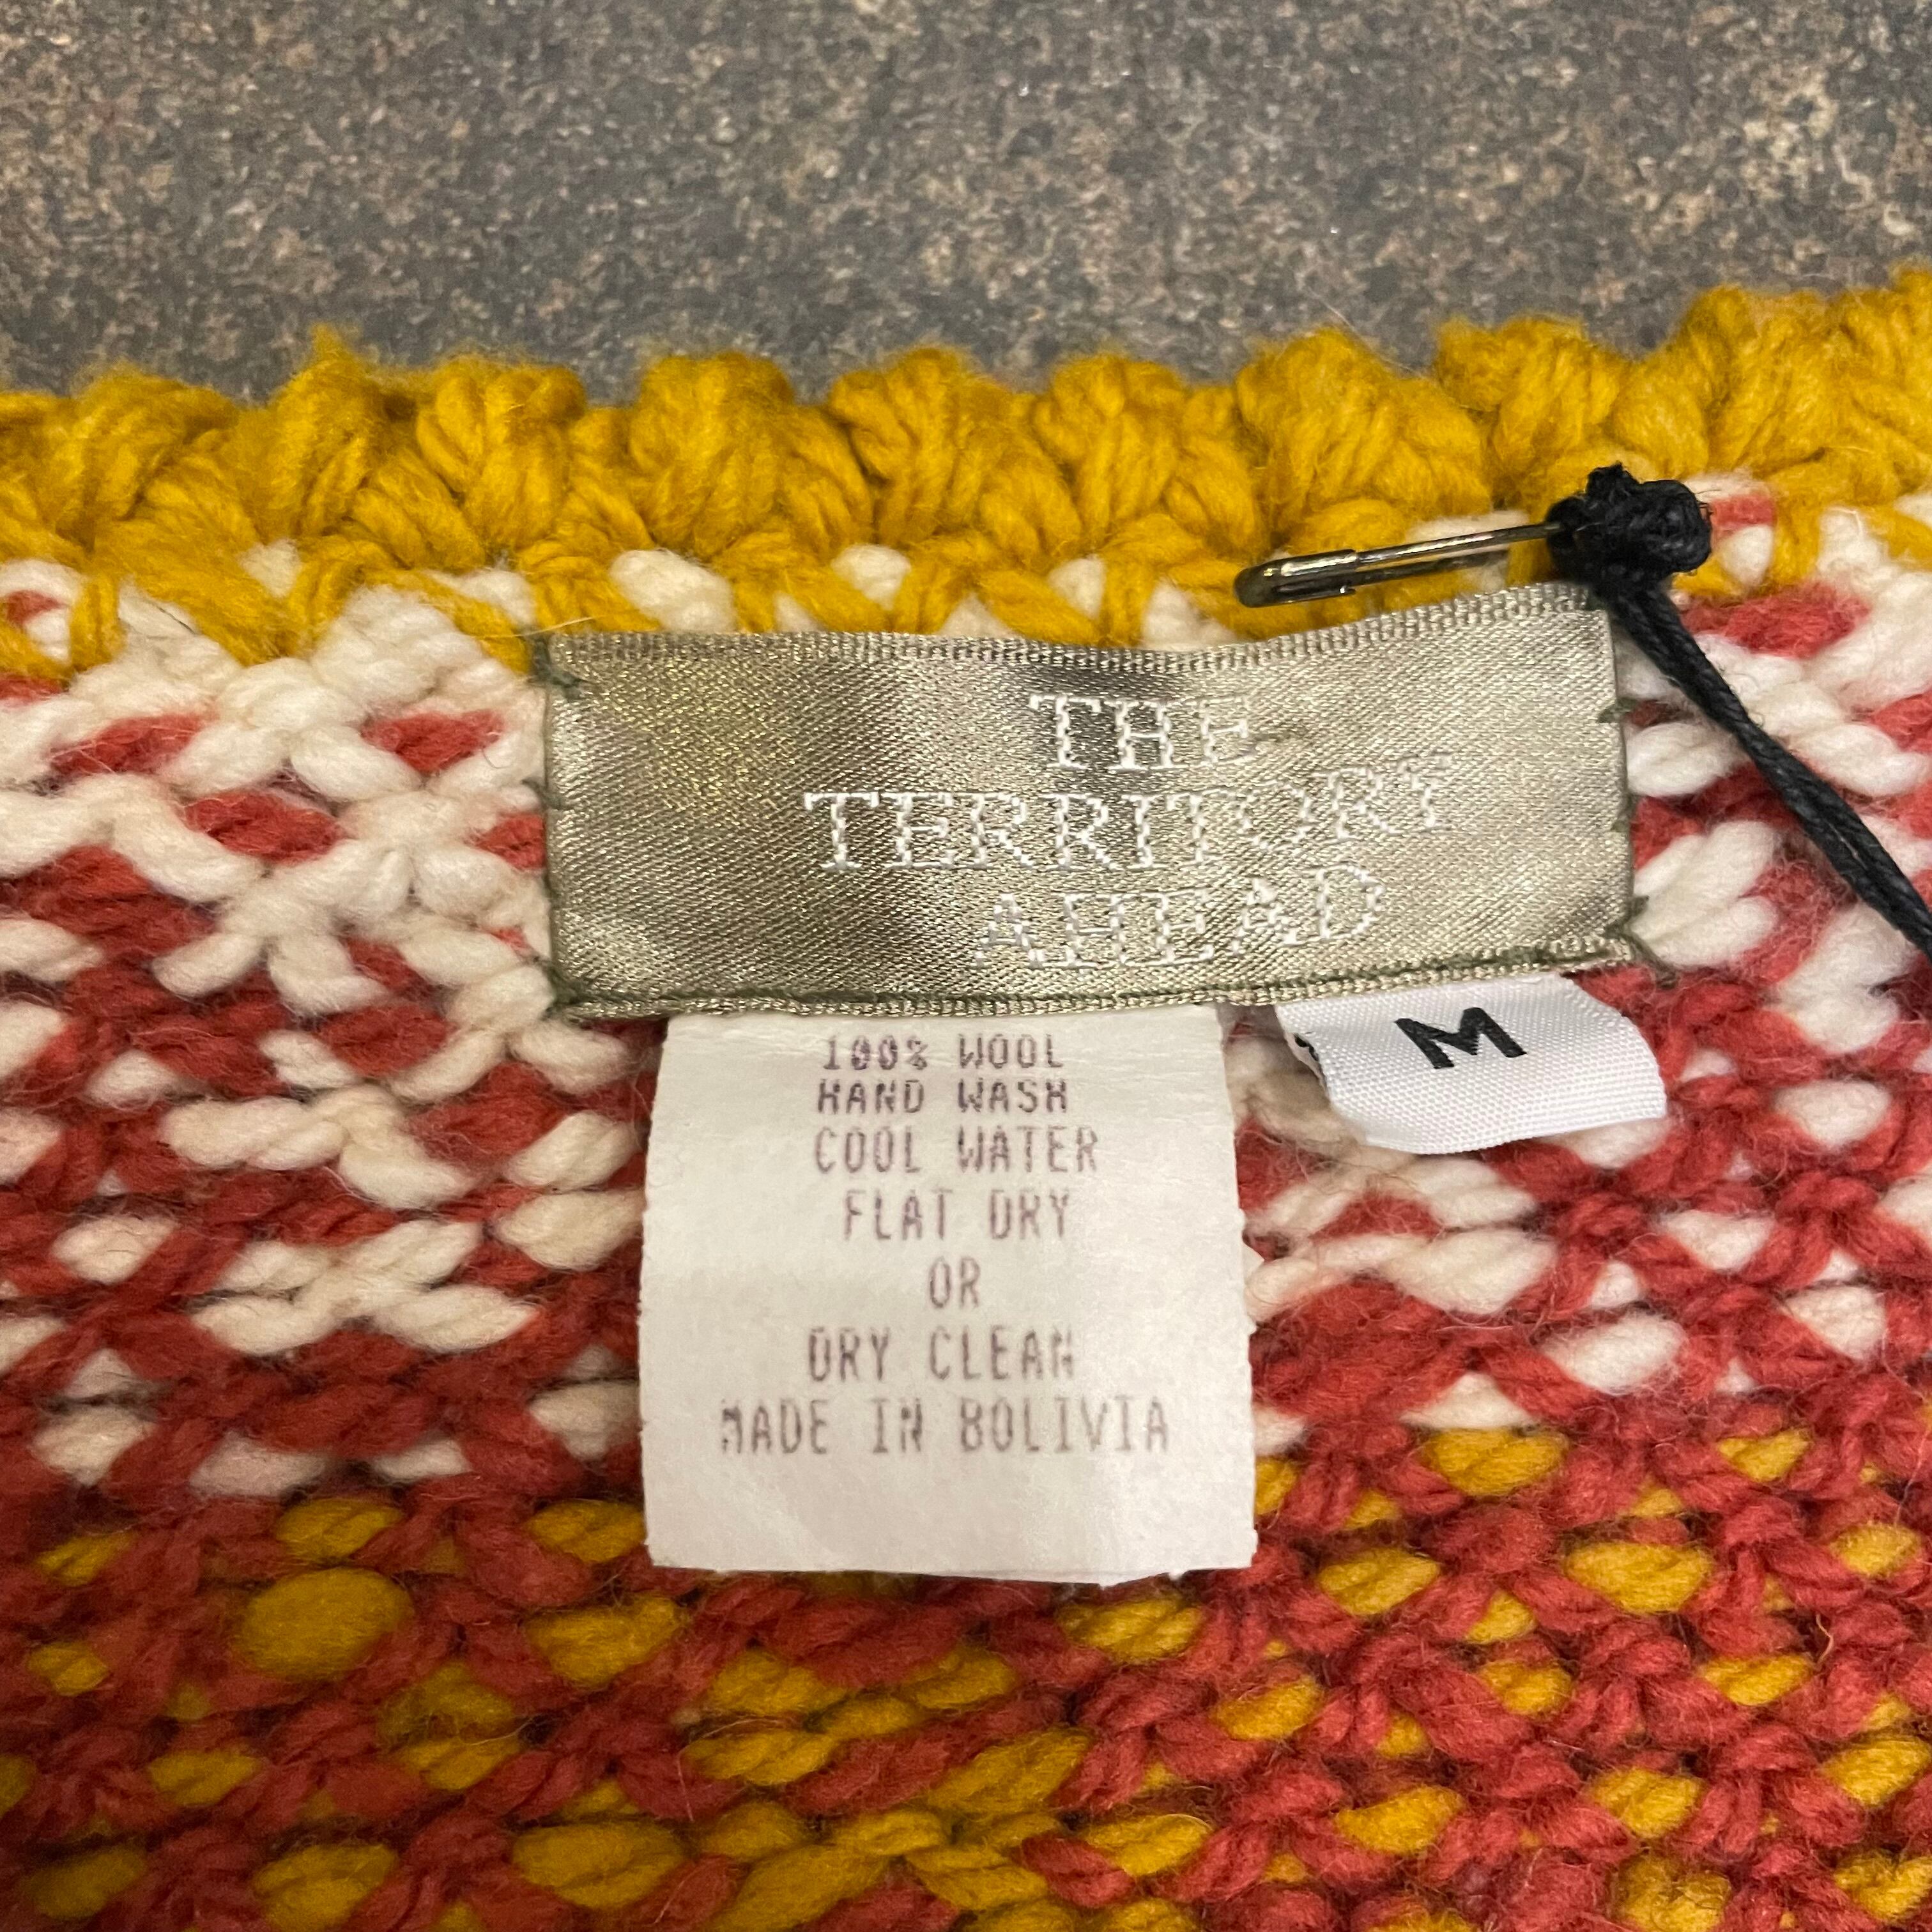 THE
TERRITORY
AHEAD
M
100% WOOL
HAND WASH
COOL WATER
FLAT DRY
OR
DRY CLEAN
MADE IN BOLIVIA